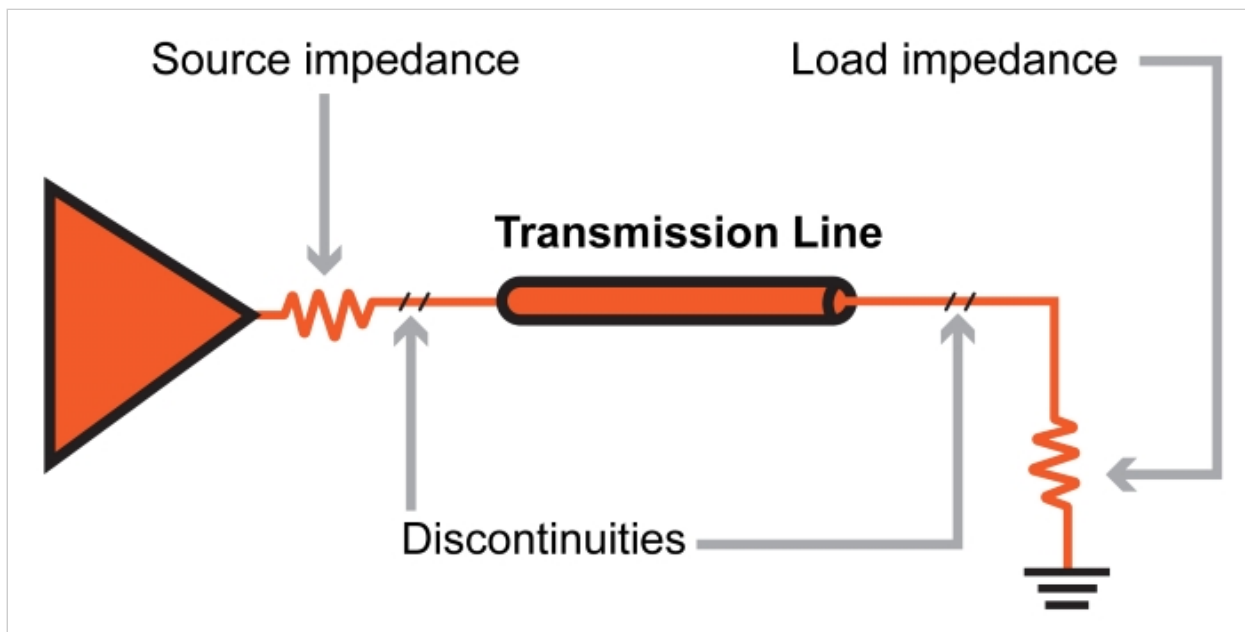 Source impedance
Load impedance
Transmission Line
Discontinuities